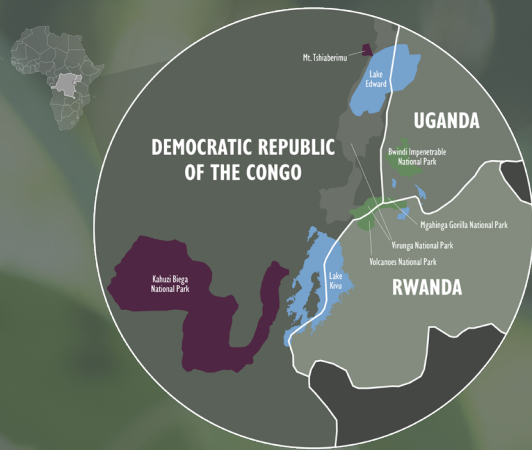 Mt. Tshiaberimu
Lake
Edward
UGANDA
DEMOCRATIC REPUBLIC
OF THE CONGO
Bwindi Impenetrable
National Park
Mgahinga Gorilla National Park
Virunga National Park
Volcanoes National Park
Kahuzi Biega
National Park
Lake
Kivu
RWANDA